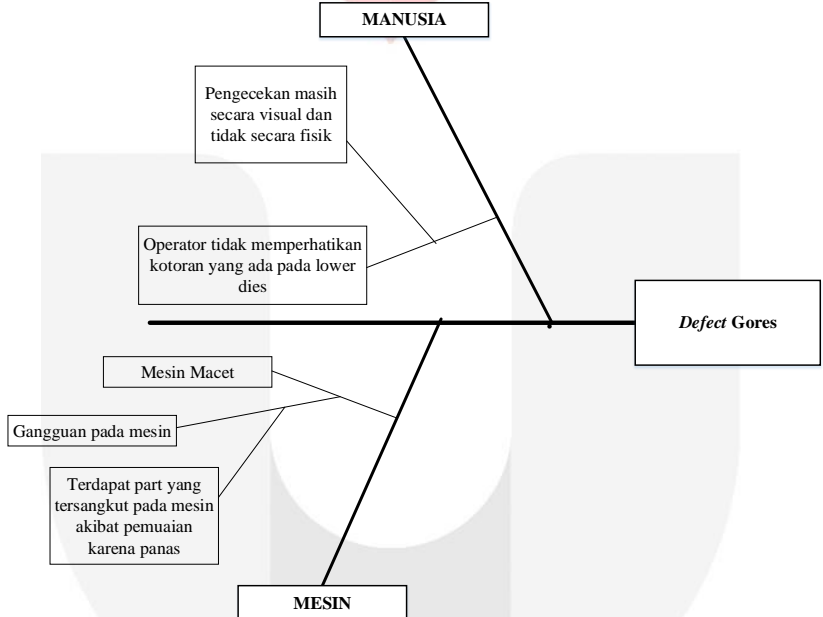 MANUSIA
Pengecekan masih
secara visual dan
tidak secara fisik
Operator tidak memperhatikan
kotoran yang ada pada lower
dies
Defect Gores
Mesin Macet
Gangguan pada mesin
Terdapat part yang
tersangkut pada mesin
akibat pemuaian
karena panas
MESIN